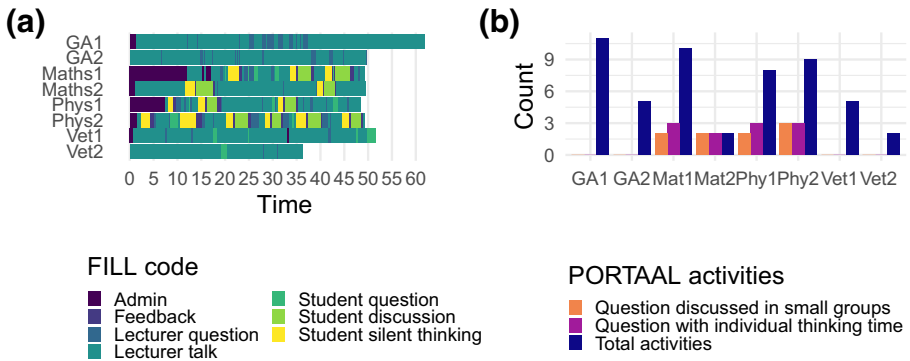 (a)
GA1
GA2
Maths1
Maths2
Phys1
Phys2
Vet1
Vet2
0 5 10 15 20 25 30 35 40 45 50 55 60
Time
FILL code
Admin
Feedback
Lecturer question
Lecturer talk
Student question
Student discussion
Student silent thinking
(b)
Count
9
6
3
0
GA1 GA2 Mat1 Mat2 Phy1 Phy2 Vet1 Vet2
PORTAAL activities
Question discussed in small groups
Question with individual thinking time
Total activities